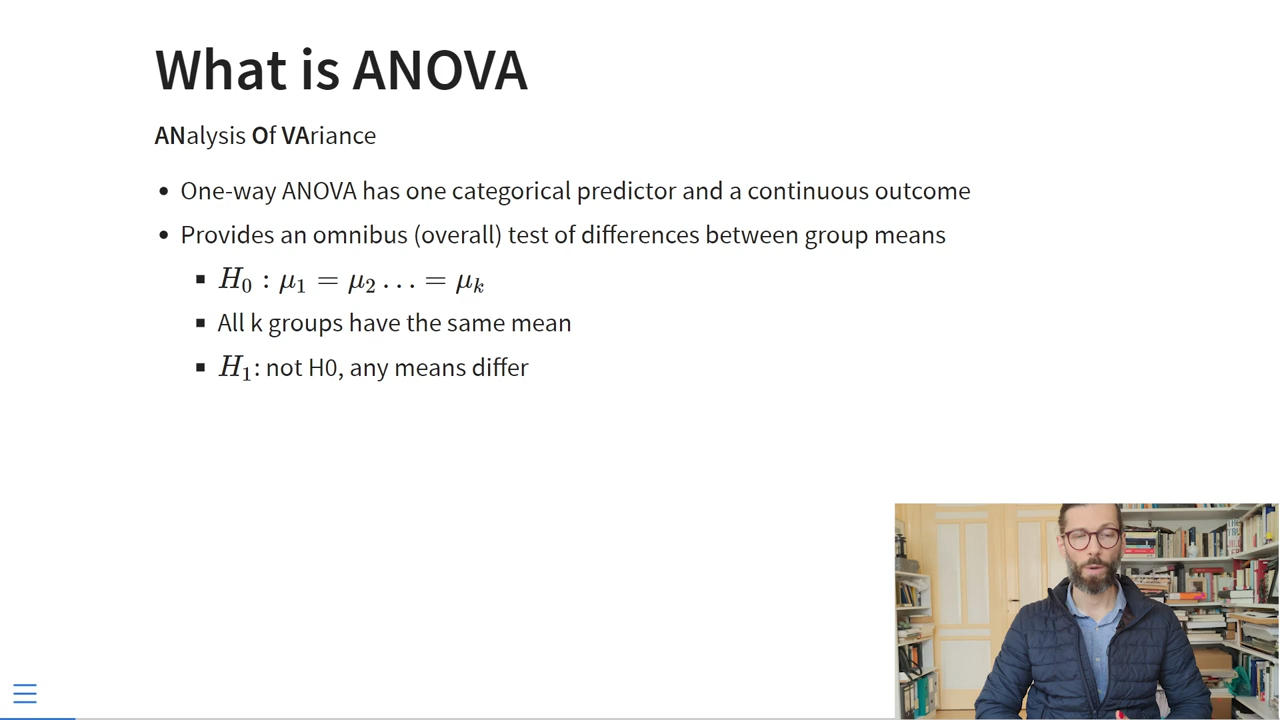 What is ANOVA
ANalysis Of VAriance
• One-way ANOVA has one categorical predictor and a continuous outcome
• Provides an omnibus (overall) test of differences between group means
▪ H₀ : μ₁ = μ₂ … = μₖ
▪ All k groups have the same mean
▪ H₁: not H0, any means differ